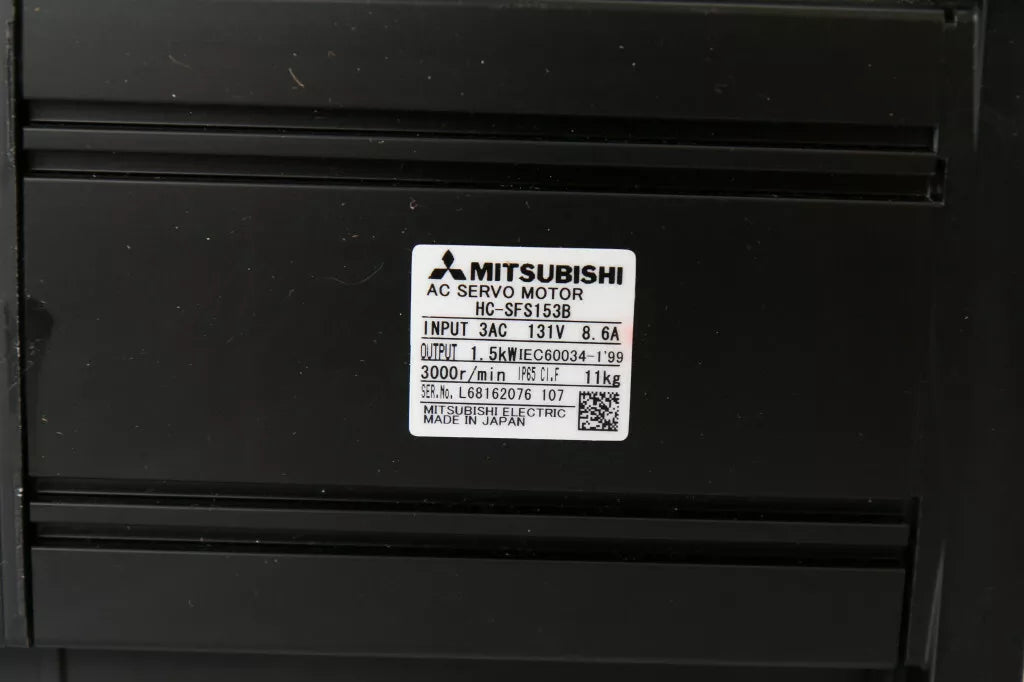 MITSUBISHI
AC SERVO MOTOR
HC-SFS153B
INPUT 3AC 131V 8.6A
OUTPUT 1.5kW IEC60034-1'99
3000r/min IP65 Cl.F 11kg
SER.No. L68162076 107
MITSUBISHI ELECTRIC
MADE IN JAPAN